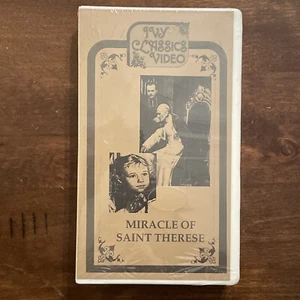 IVY
CLASSICS
VIDEO
MIRACLE OF
SAINT THERESE